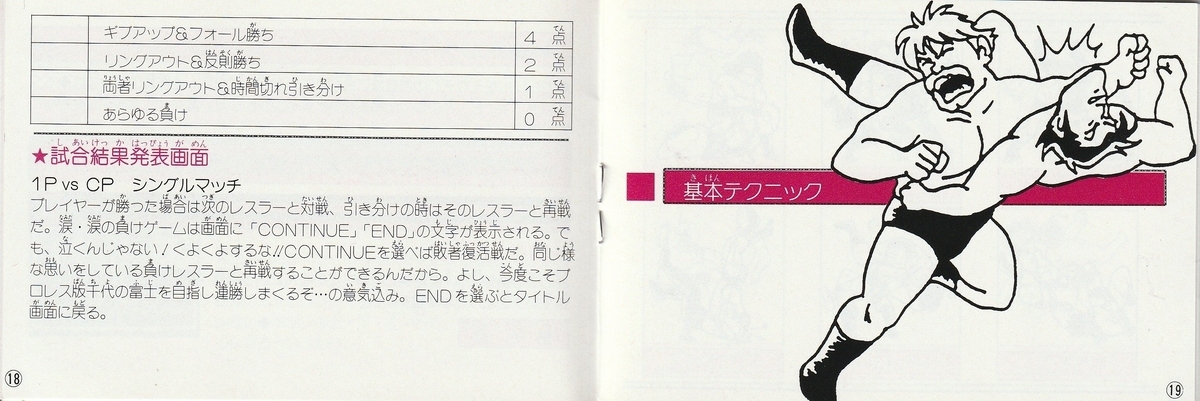 ギブアップ&フォール勝ち 4点
リングアウト&反則勝ち 2点
両者リングアウト&時間切れ引き分け 1点
あらゆる負け 0点
★試合結果発表画面
1P vs CP シングルマッチ
プレイヤーが勝った場合は次のレスラーと対戦、引き分けの時はそのレスラーと再戦
だ。涙・涙の負けゲームは画面に「CONTINUE」「END」の文字が表示される。で
も、泣くんじゃない!くよくよするな!!CONTINUEを選べば敗者復活戦だ。同じ様
な思いをしている負けレスラーと再戦することができるんだから。よし、今度こそプ
ロレス版千代の富士を目指し連勝しまくるぞ…の意気込み。ENDを選ぶとタイトル
画面に戻る。
⑱
基本テクニック
⑲